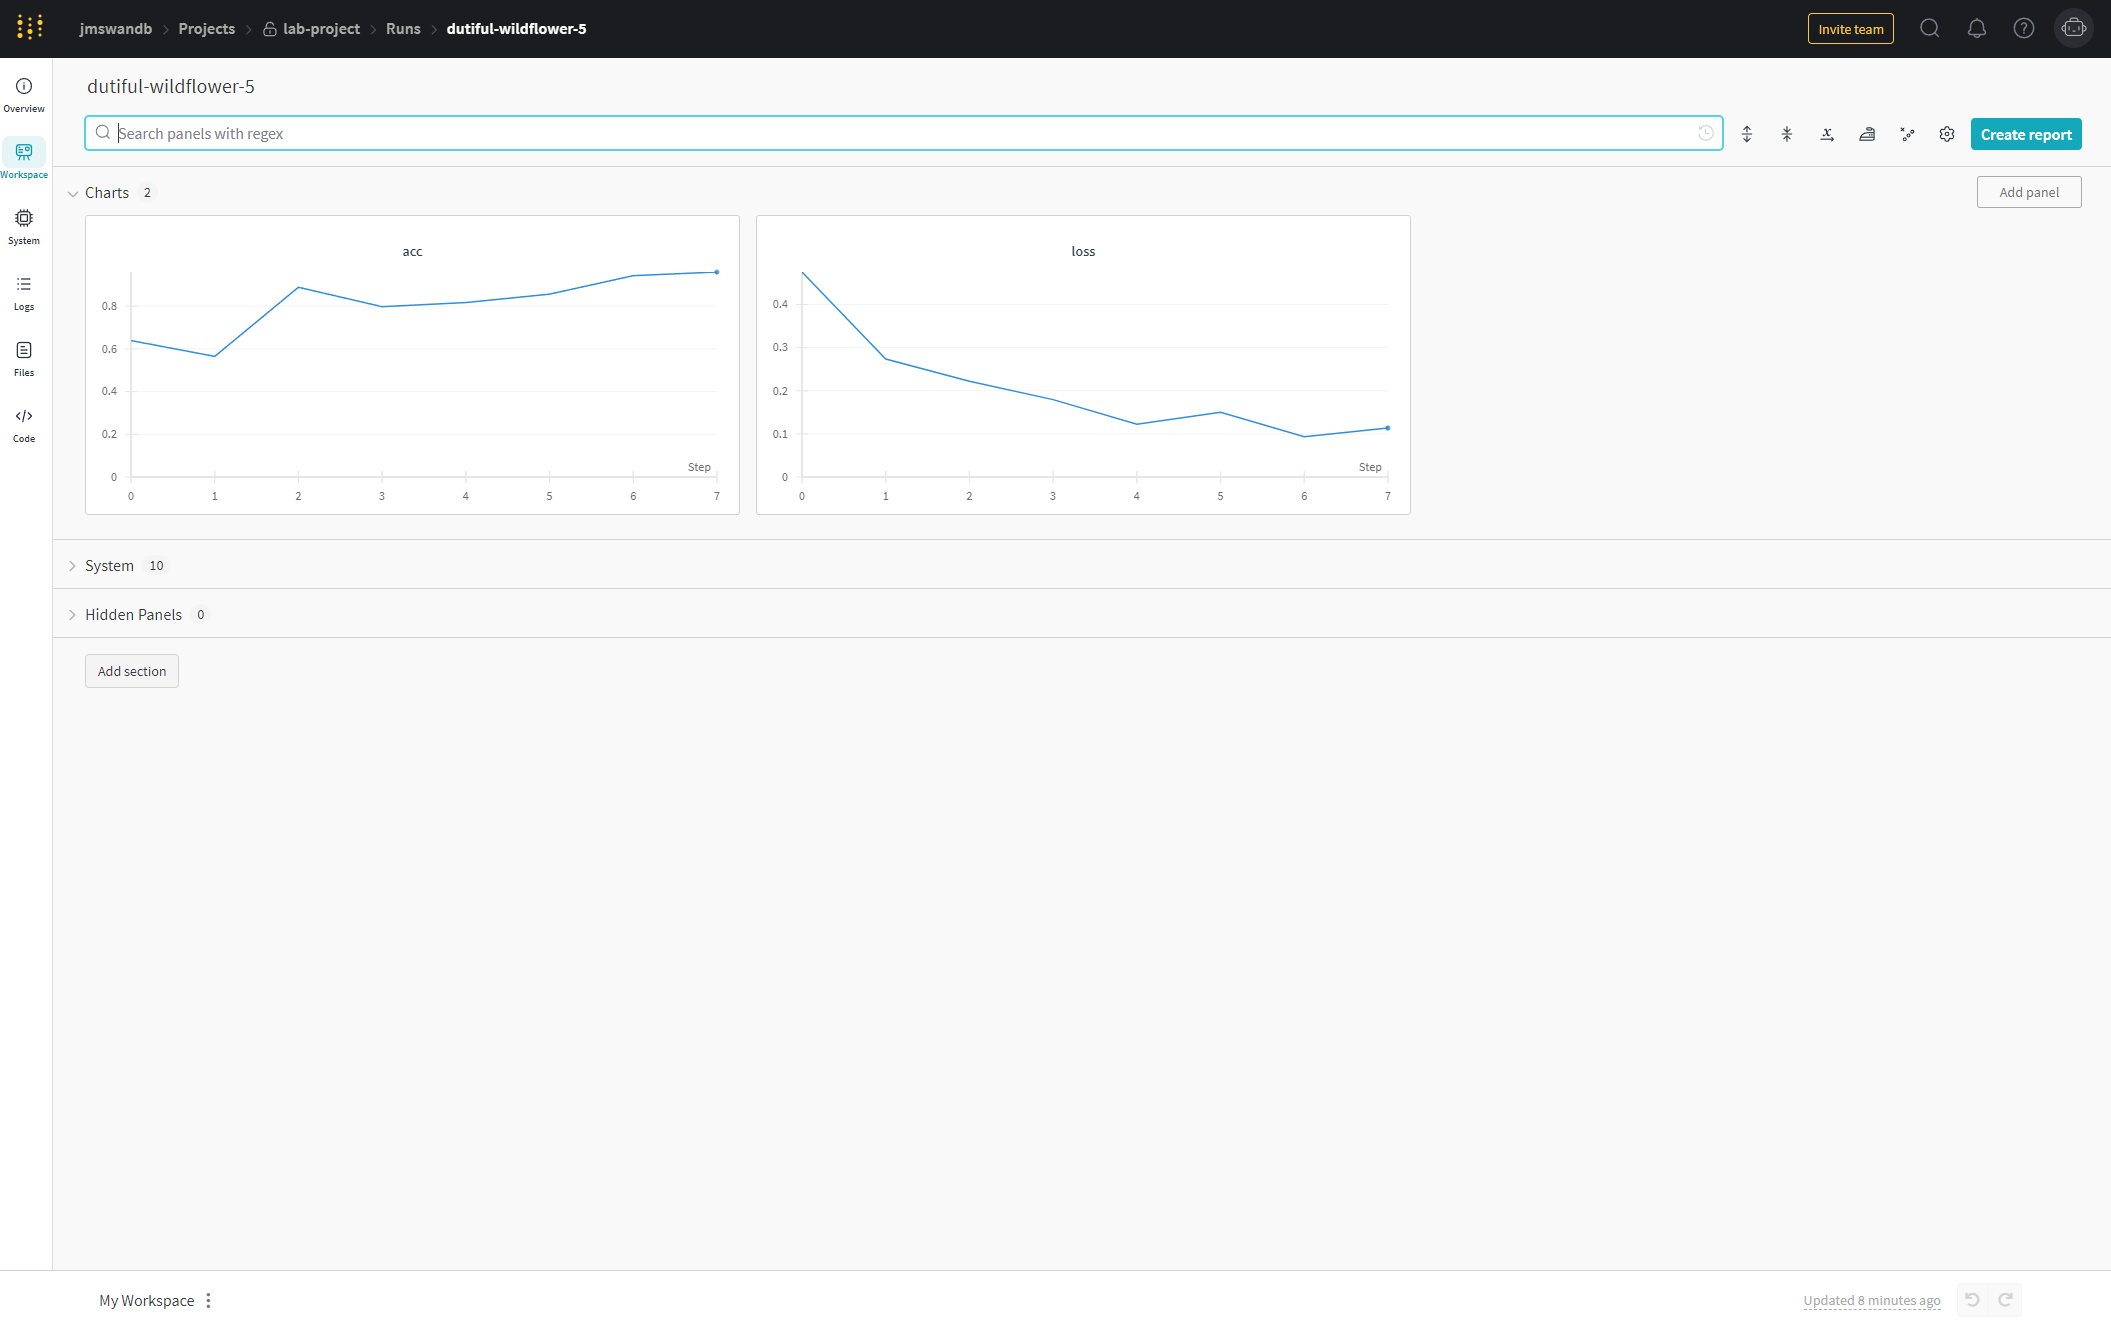 jmswandb > Projects > lab-project > Runs > dutiful-wildflower-5
Invite team
Overview
Workspace
System
Logs
Files
Code
dutiful-wildflower-5
Search panels with regex
Create report
Charts 2
Add panel
acc
0.8
0.6
0.4
0.2
0
Step
0 1 2 3 4 5 6 7
loss
0.4
0.3
0.2
0.1
0
Step
0 1 2 3 4 5 6 7
System 10
Hidden Panels 0
Add section
My Workspace
Updated 8 minutes ago